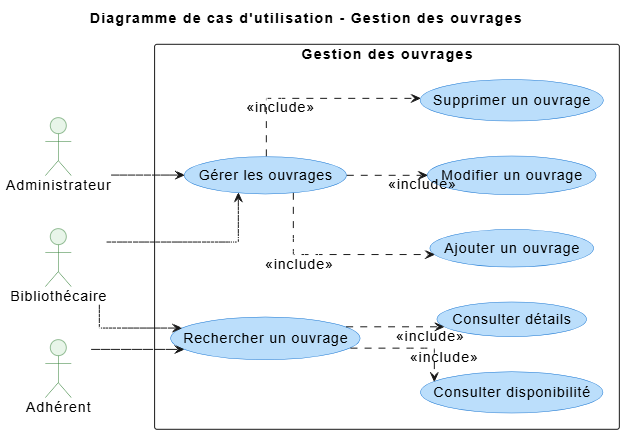 Diagramme de cas d'utilisation - Gestion des ouvrages
Gestion des ouvrages
Supprimer un ouvrage
«include»
Administrateur
Gérer les ouvrages
Modifier un ouvrage
«include»
Ajouter un ouvrage
«include»
Bibliothécaire
Consulter détails
Rechercher un ouvrage
«include»
«include»
Consulter disponibilité
Adhérent